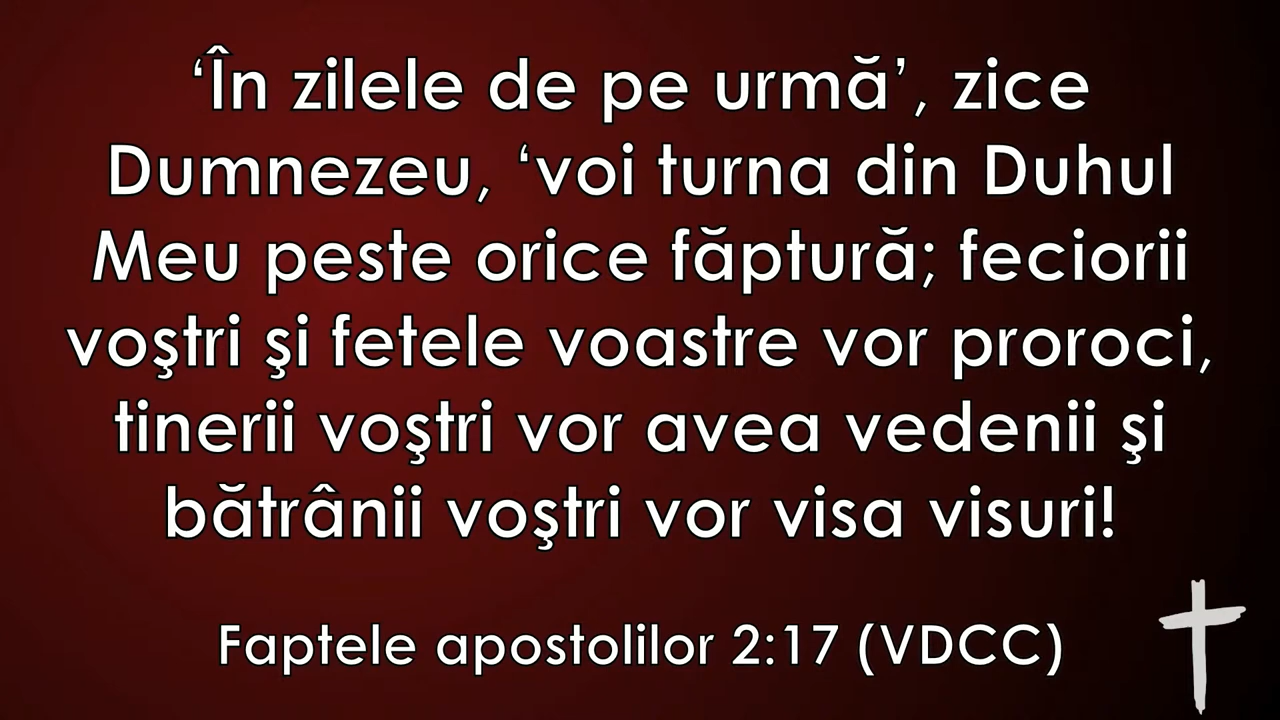 ‘În zilele de pe urmă’, zice
Dumnezeu, ‘voi turna din Duhul
Meu peste orice făptură; feciorii
voştri şi fetele voastre vor proroci,
tinerii voştri vor avea vedenii şi
bătrânii voştri vor visa visuri!
Faptele apostolilor 2:17 (VDCC)